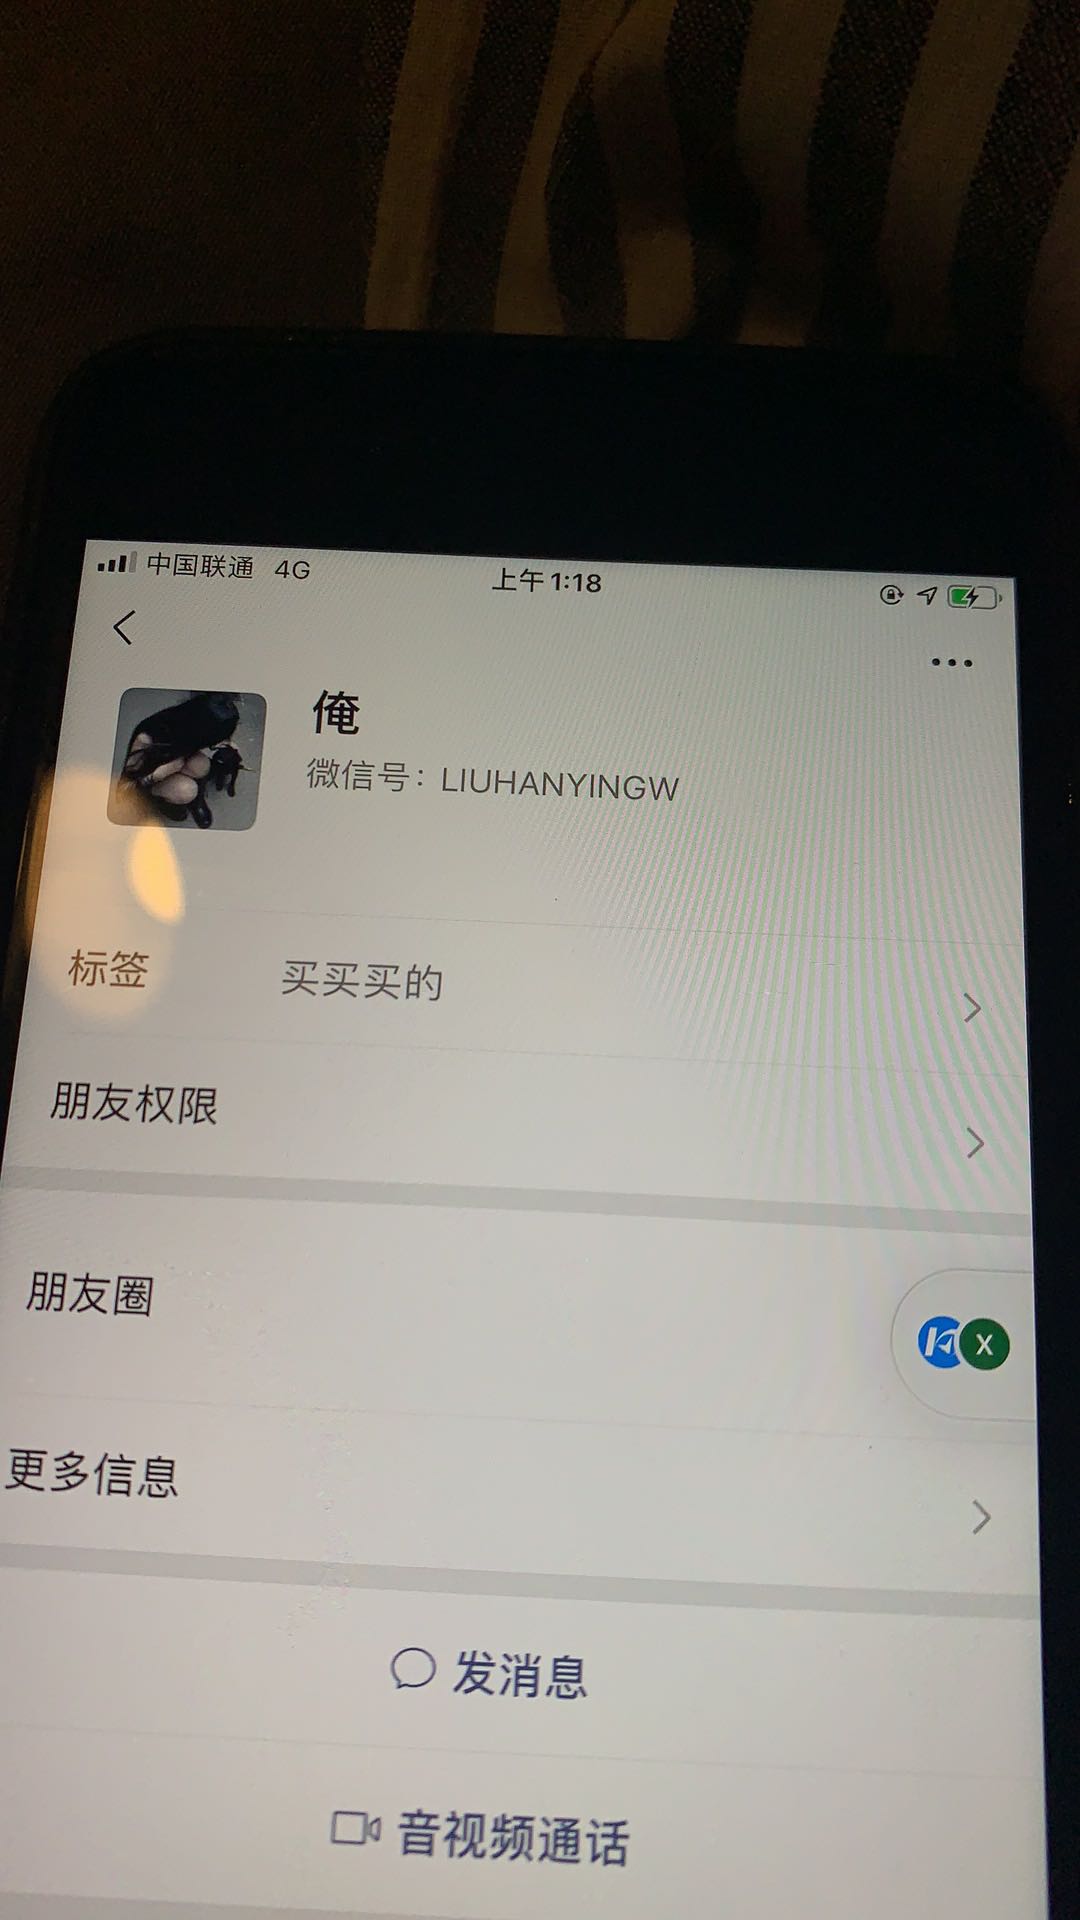 中国联通 4G 上午1:18
俺
微信号：LIUHANYINGW
标签 买买买的
朋友权限
朋友圈
X
更多信息
发消息
音视频通话